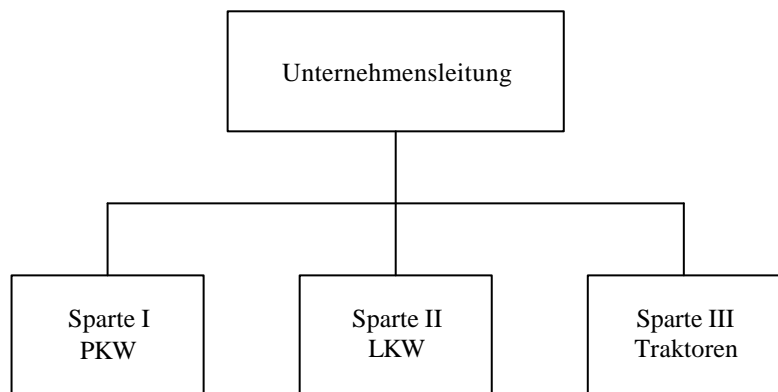 Unternehmensleitung
Sparte I
PKW
Sparte II
LKW
Sparte III
Traktoren